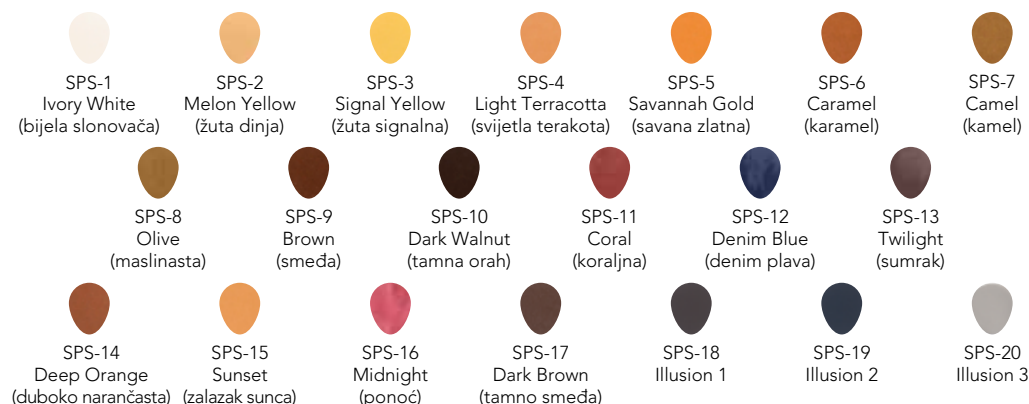 SPS-1
Ivory White
(bijela slonovača)
SPS-2
Melon Yellow
(žuta dinja)
SPS-3
Signal Yellow
(žuta signalna)
SPS-4
Light Terracotta
(svijetla terakota)
SPS-5
Savannah Gold
(savana zlatna)
SPS-6
Caramel
(karamel)
SPS-7
Camel
(kamel)
SPS-8
Olive
(maslinasta)
SPS-9
Brown
(smeđa)
SPS-10
Dark Walnut
(tamna orah)
SPS-11
Coral
(koraljna)
SPS-12
Denim Blue
(denim plava)
SPS-13
Twilight
(sumrak)
SPS-14
Deep Orange
(duboko narančasta)
SPS-15
Sunset
(zalazak sunca)
SPS-16
Midnight
(ponoć)
SPS-17
Dark Brown
(tamno smeđa)
SPS-18
Illusion 1
SPS-19
Illusion 2
SPS-20
Illusion 3